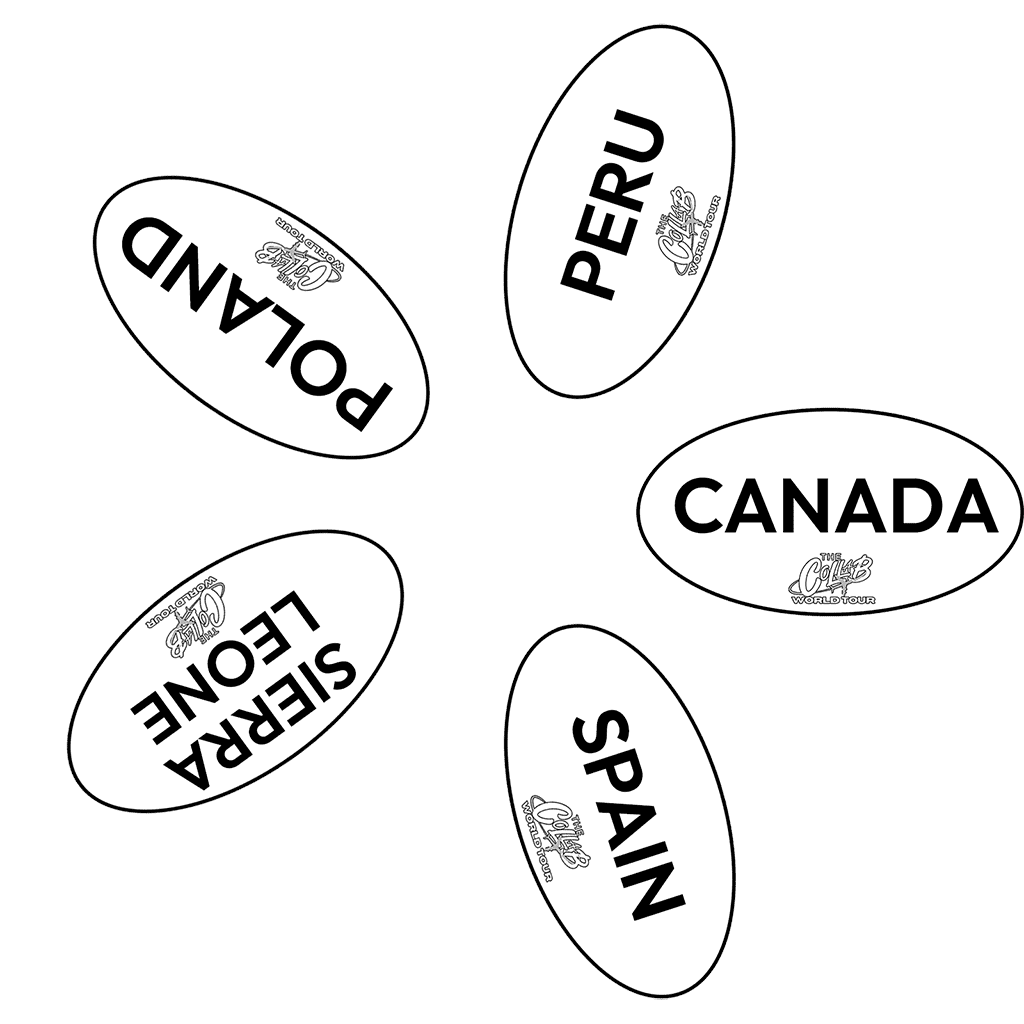 PERU
THE
COLLAB
WORLD TOUR
POLAND
THE
COLLAB
WORLD TOUR
CANADA
THE
COLLAB
WORLD TOUR
SIERRA
LEONE
THE
COLLAB
WORLD TOUR
SPAIN
THE
COLLAB
WORLD TOUR